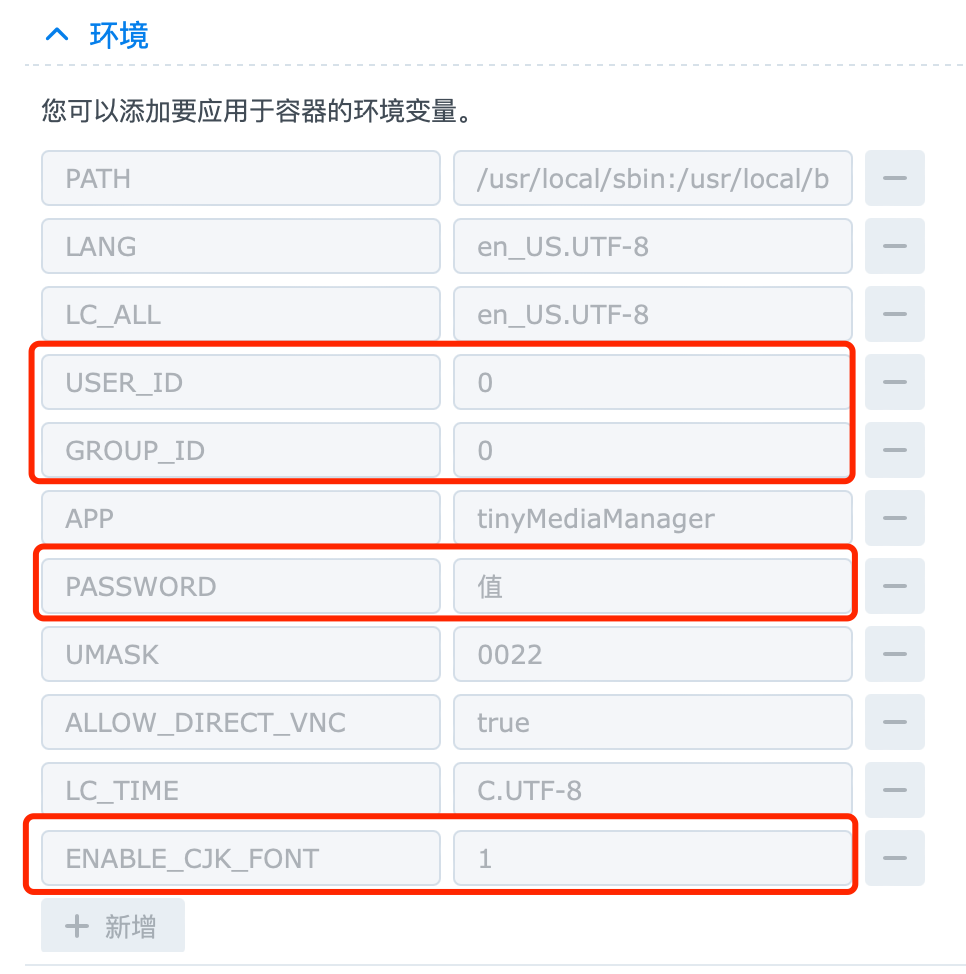 环境
您可以添加要应用于容器的环境变量。
PATH /usr/local/sbin:/usr/local/b
LANG en_US.UTF-8
LC_ALL en_US.UTF-8
USER_ID 0
GROUP_ID 0
APP tinyMediaManager
PASSWORD 值
UMASK 0022
ALLOW_DIRECT_VNC true
LC_TIME C.UTF-8
ENABLE_CJK_FONT 1
新增